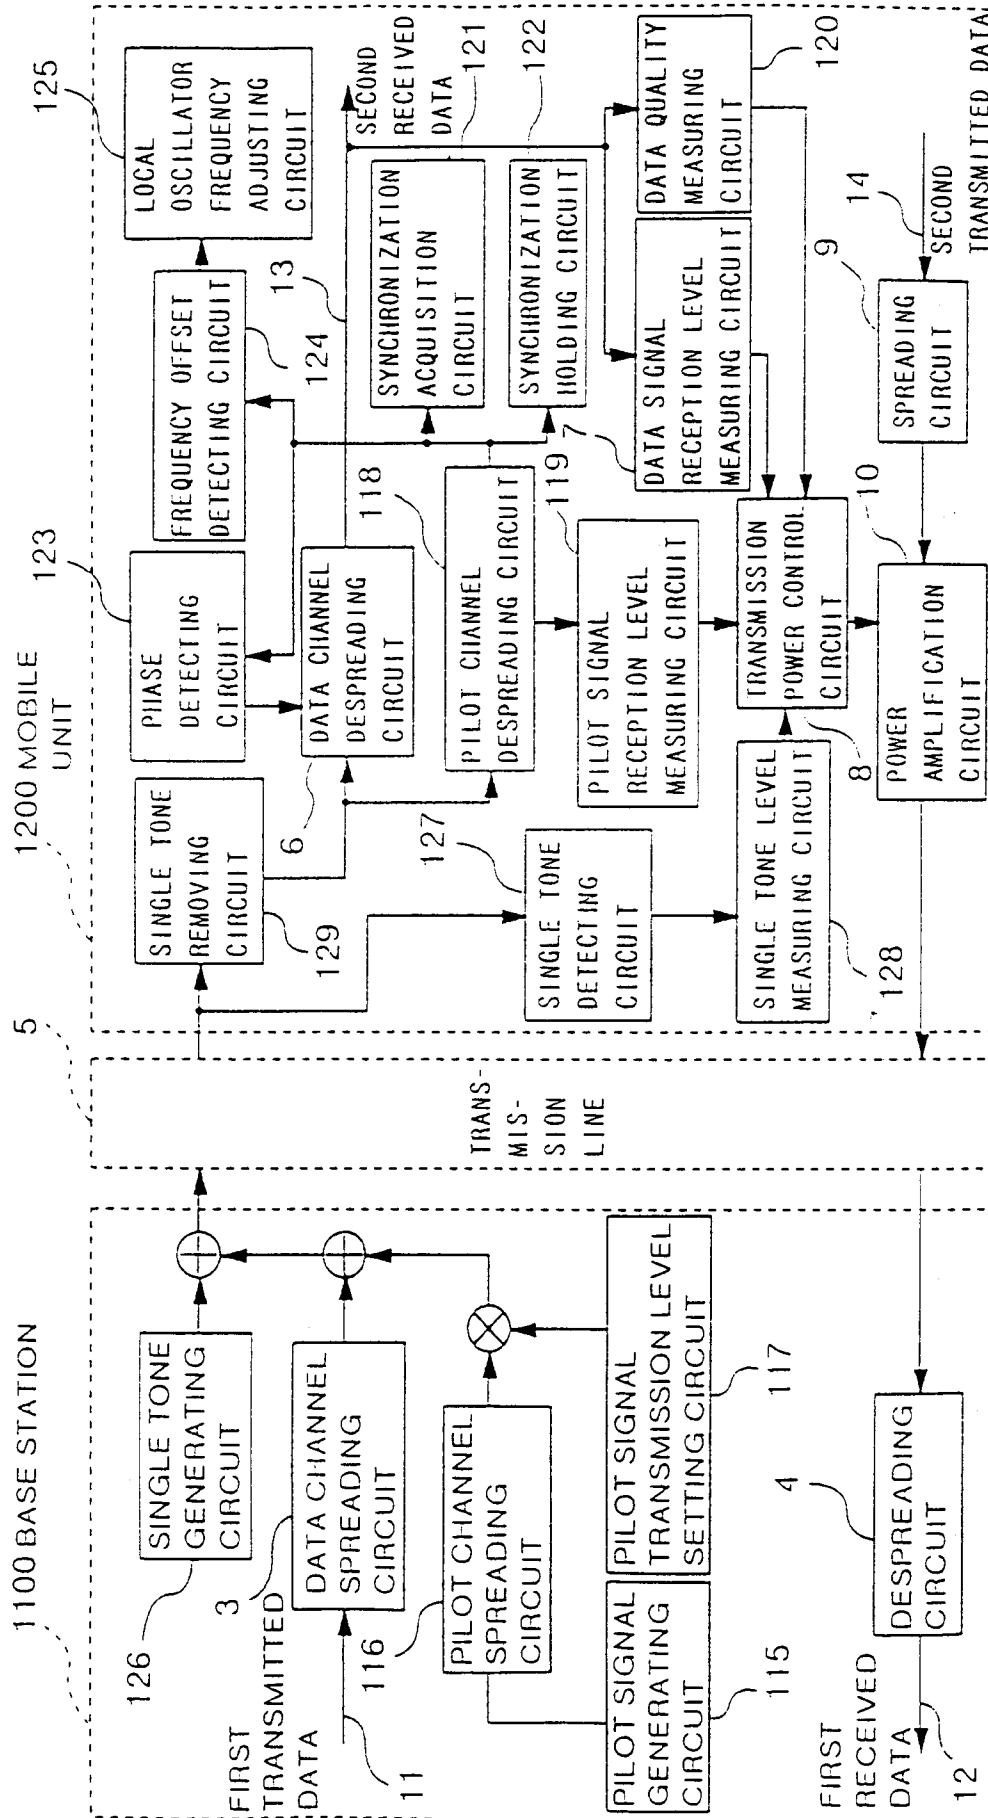 1100 BASE STATION
126
SINGLE TONE
GENERATING
CIRCUIT
3
DATA CHANNEL
SPREADING
CIRCUIT
FIRST
TRANSMITTED
DATA
11
116
PILOT CHANNEL
SPREADING
CIRCUIT
PILOT SIGNAL
GENERATING
CIRCUIT
115
PILOT SIGNAL
TRANSMISSION LEVEL
SETTING CIRCUIT
117
4
DESPREADING
CIRCUIT
FIRST
RECEIVED
DATA
12
5
TRANS-
MIS-
SION
LINE
1200 MOBILE
UNIT
SINGLE TONE
REMOVING
CIRCUIT
129
123
PHASE
DETECTING
CIRCUIT
FREQUENCY OFFSET
DETECTING CIRCUIT
124
125
LOCAL
OSCILLATOR
FREQUENCY
ADJUSTING
CIRCUIT
6
DATA CHANNEL
DESPREADING
CIRCUIT
13
SECOND
RECEIVED
DATA
118
PILOT CHANNEL
DESPREADING CIRCUIT
SYNCHRONIZATION
ACQUISITION
CIRCUIT
121
SYNCHRONIZATION
HOLDING CIRCUIT
122
127
SINGLE TONE
DETECTING
CIRCUIT
119
PILOT SIGNAL
RECEPTION LEVEL
MEASURING CIRCUIT
7
DATA SIGNAL
RECEPTION LEVEL
MEASURING CIRCUIT
DATA QUALITY
MEASURING
CIRCUIT
120
SINGLE TONE LEVEL
MEASURING CIRCUIT
128
TRANSMISSION
POWER CONTROL
CIRCUIT
8
10
POWER
AMPLIFICATION
CIRCUIT
9
SPREADING
CIRCUIT
14
SECOND
TRANSMITTED DATA